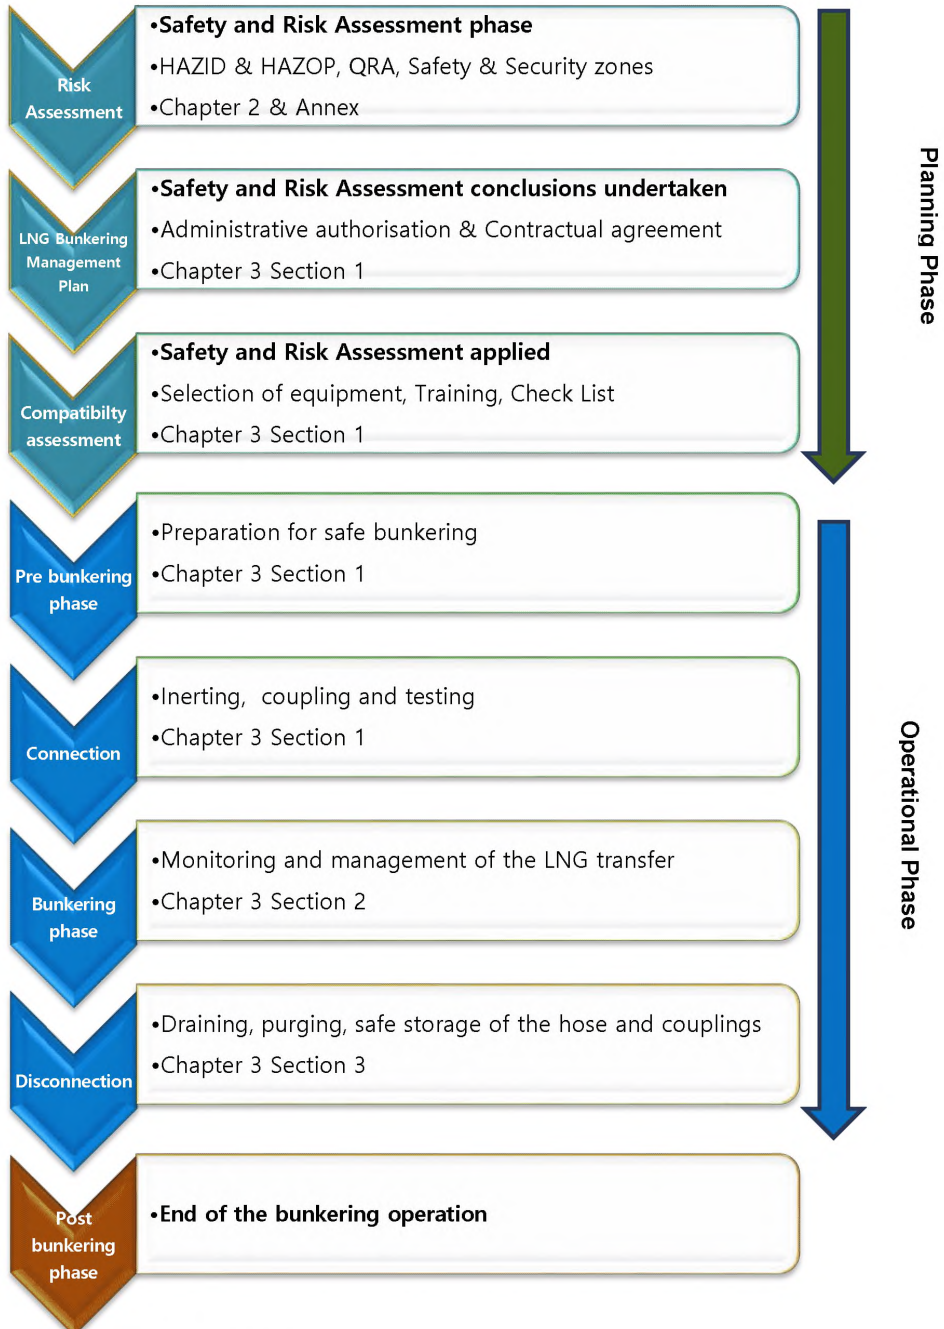 Risk
Assessment
•Safety and Risk Assessment phase
•HAZID & HAZOP, QRA, Safety & Security zones
•Chapter 2 & Annex
LNG Bunkering
Management
Plan
•Safety and Risk Assessment conclusions undertaken
•Administrative authorisation & Contractual agreement
•Chapter 3 Section 1
Compatibilty
assessment
•Safety and Risk Assessment applied
•Selection of equipment, Training, Check List
•Chapter 3 Section 1
Planning Phase
Pre bunkering
phase
•Preparation for safe bunkering
•Chapter 3 Section 1
Connection
•Inerting, coupling and testing
•Chapter 3 Section 1
Bunkering
phase
•Monitoring and management of the LNG transfer
•Chapter 3 Section 2
Disconnection
•Draining, purging, safe storage of the hose and couplings
•Chapter 3 Section 3
Operational Phase
Post
bunkering
phase
•End of the bunkering operation